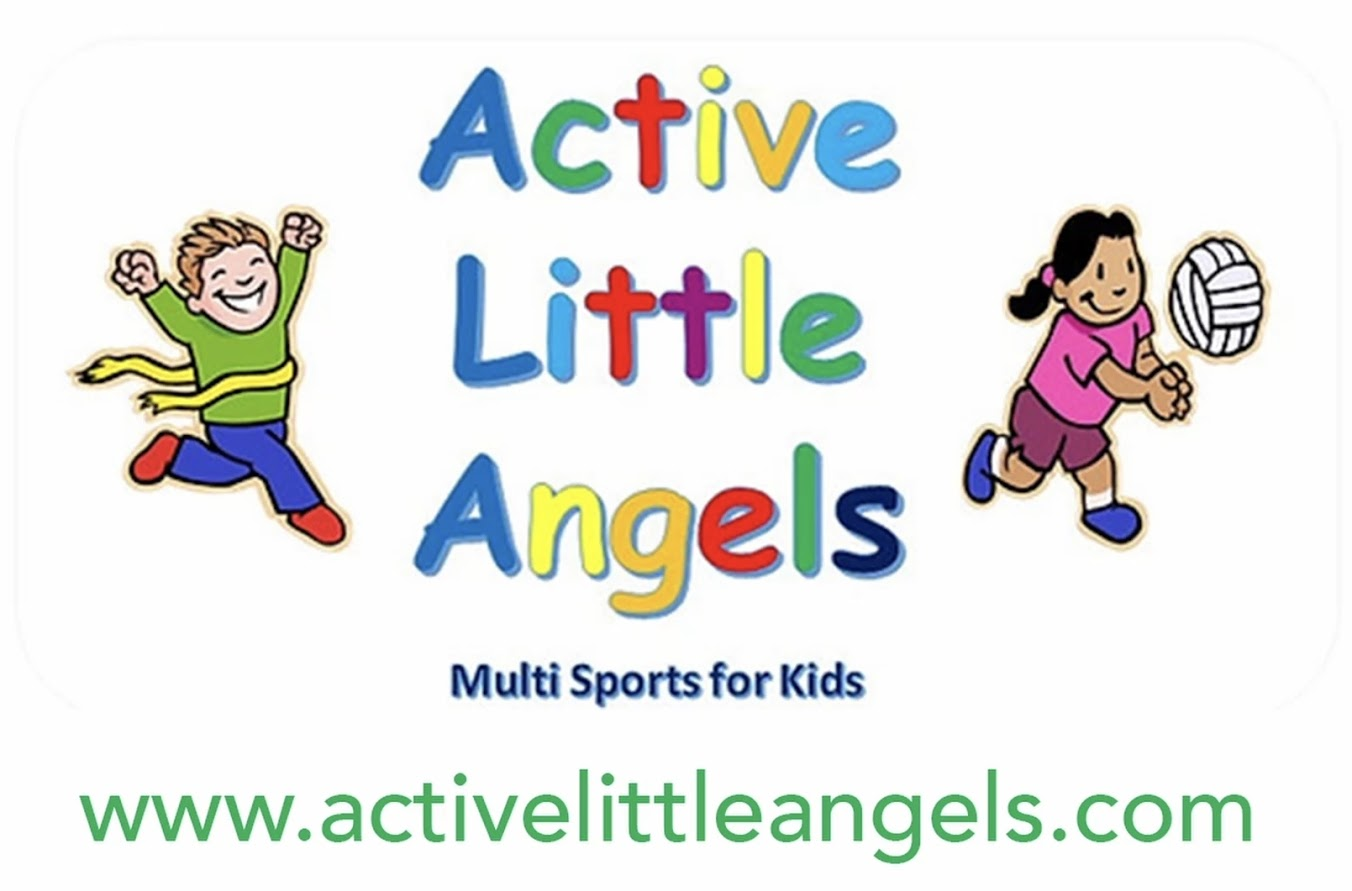 Active
Little
Angels
Multi Sports for Kids
www.activelittleangels.com